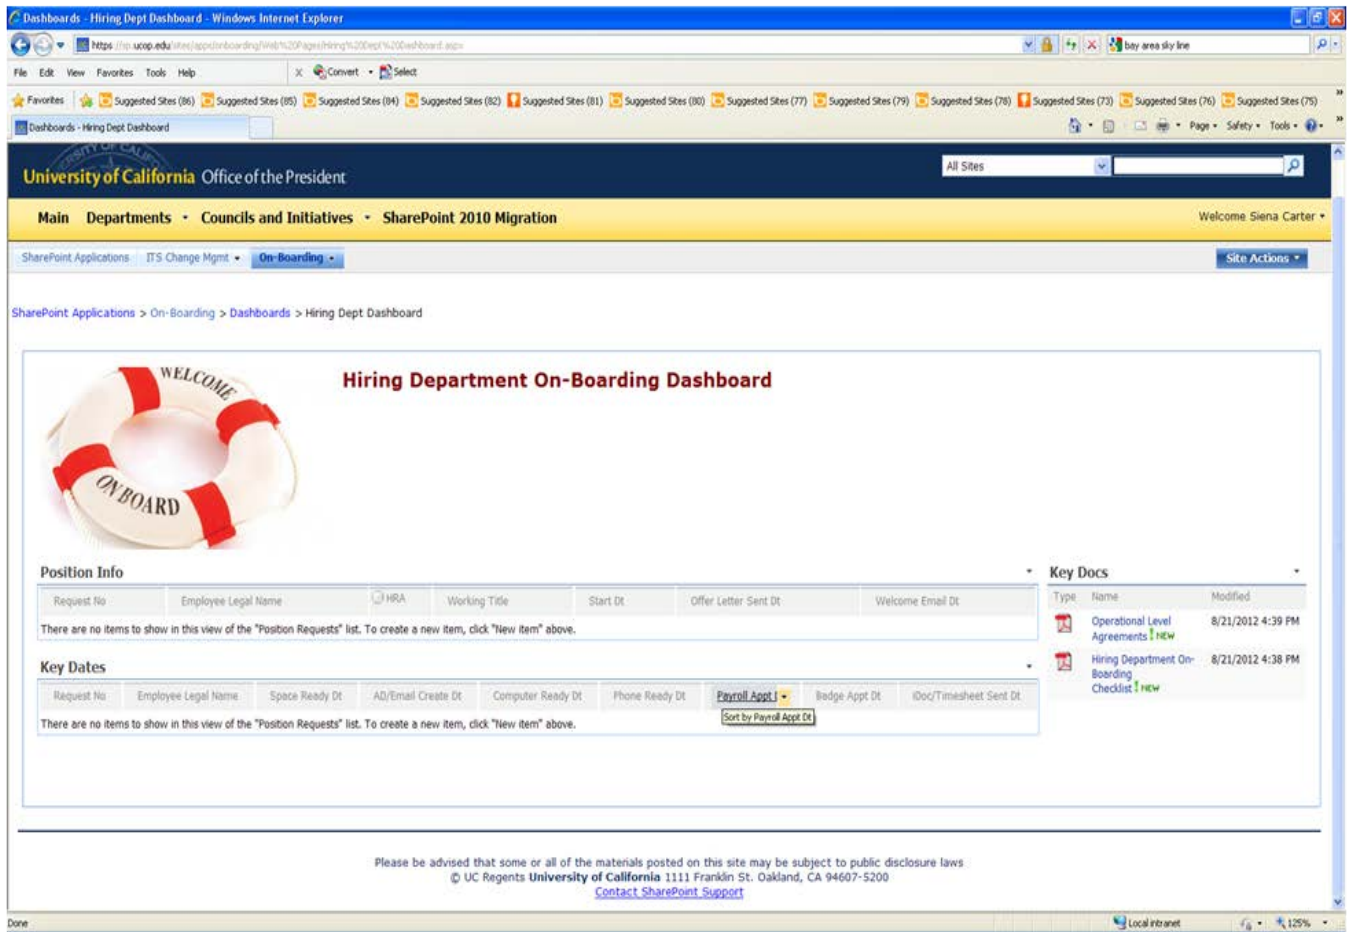 Dashboards - Hiring Dept Dashboard - Windows Internet Explorer
bay area sky line
File Edit View Favorites Tools Help X Convert Select
Favorites Suggested Sites (86) Suggested Sites (85) Suggested Sites (84) Suggested Sites (82) Suggested Sites (81) Suggested Sites (80) Suggested Sites (77) Suggested Sites (79) Suggested Sites (78) Suggested Sites (73) Suggested Sites (76) Suggested Sites (75)
Dashboards - Hiring Dept Dashboard Page Safety Tools
University of California Office of the President All Sites
Main Departments Councils and Initiatives SharePoint 2010 Migration Welcome Siena Carter
SharePoint Applications ITS Change Mgmt On-Boarding Site Actions
SharePoint Applications > On-Boarding > Dashboards > Hiring Dept Dashboard
WELCOME
ON BOARD
Hiring Department On-Boarding Dashboard
Position Info
Request No Employee Legal Name HRA Working Title Start Dt Offer Letter Sent Dt Welcome Email Dt
There are no items to show in this view of the "Position Requests" list. To create a new item, click "New item" above.
Key Dates
Request No Employee Legal Name Space Ready Dt AD/Email Create Dt Computer Ready Dt Phone Ready Dt Payroll Appt Badge Appt Dt iDoc/Timesheet Sent Dt
Sort by Payroll Appt Dt
There are no items to show in this view of the "Position Requests" list. To create a new item, click "New item" above.
Key Docs
Type Name Modified
Operational Level 8/21/2012 4:39 PM
Agreements ! NEW
Hiring Department On- 8/21/2012 4:38 PM
Boarding
Checklist ! NEW
Please be advised that some or all of the materials posted on this site may be subject to public disclosure laws
© UC Regents University of California 1111 Franklin St. Oakland, CA 94607-5200
Contact SharePoint Support
Done Local intranet 125%